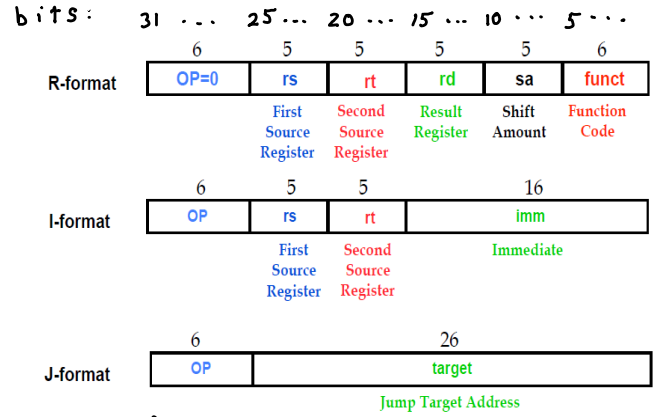 bits: 31 ... 25... 20 ... 15 ... 10 ... 5 ...
6 5 5 5 5 6
R-format OP=0 rs rt rd sa funct
First Second Result Shift Function
Source Source Register Amount Code
Register Register
6 5 5 16
I-format OP rs rt imm
First Second Immediate
Source Source
Register Register
6 26
J-format OP target
Jump Target Address